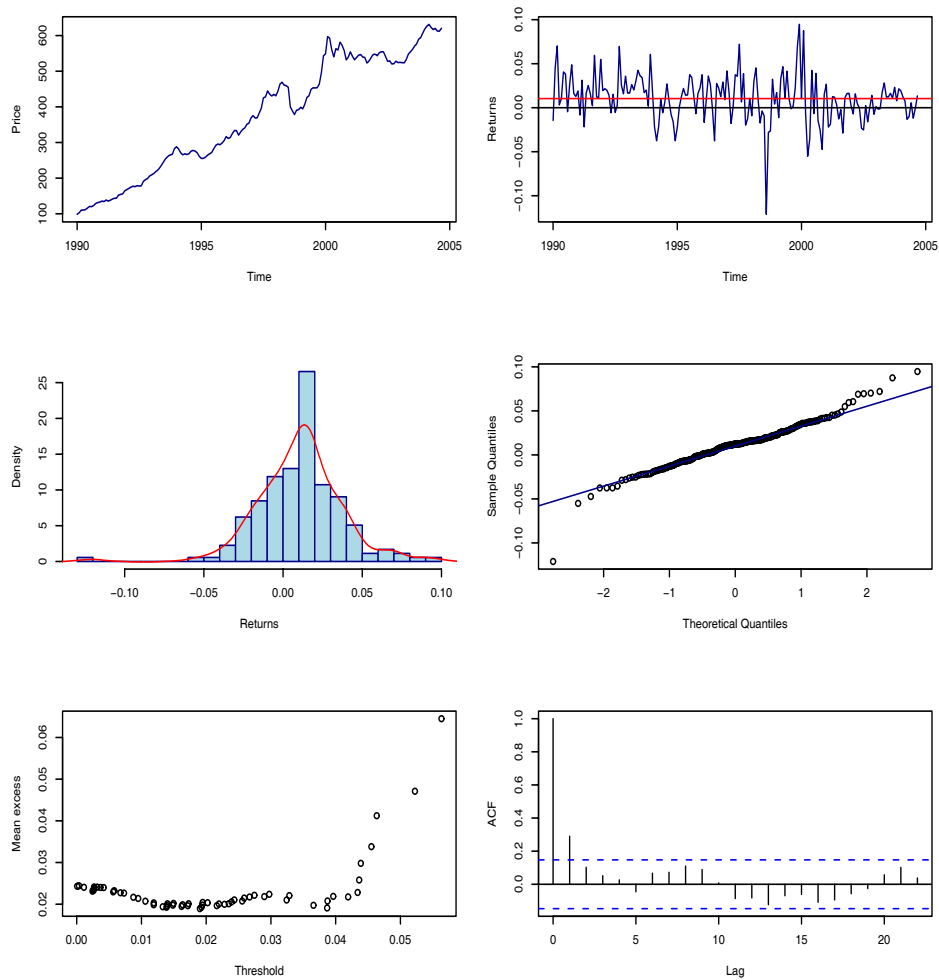 Price
100 200 300 400 500 600
1990 1995 2000 2005
Time
Returns
−0.10 −0.05 0.00 0.05 0.10
1990 1995 2000 2005
Time
Density
0 5 10 15 20 25
−0.10 −0.05 0.00 0.05 0.10
Returns
Sample Quantiles
−0.10 −0.05 0.00 0.05 0.10
−2 −1 0 1 2
Theoretical Quantiles
Mean excess
0.02 0.03 0.04 0.05 0.06
0.00 0.01 0.02 0.03 0.04 0.05
Threshold
ACF
0.0 0.2 0.4 0.6 0.8 1.0
0 5 10 15 20
Lag